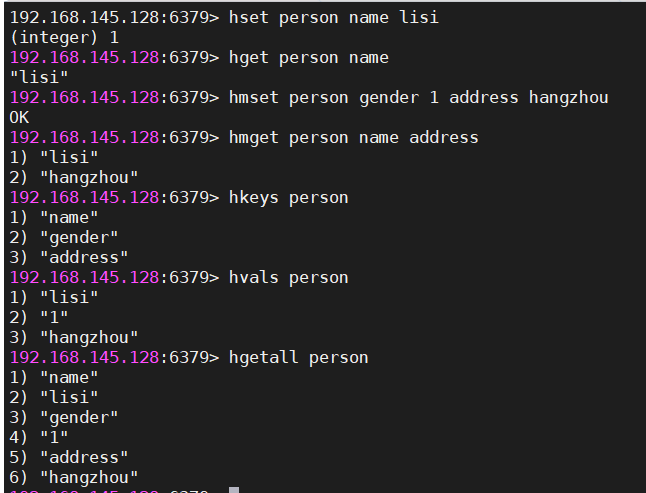 192.168.145.128:6379> hset person name lisi
(integer) 1
192.168.145.128:6379> hget person name
"lisi"
192.168.145.128:6379> hmset person gender 1 address hangzhou
OK
192.168.145.128:6379> hmget person name address
1) "lisi"
2) "hangzhou"
192.168.145.128:6379> hkeys person
1) "name"
2) "gender"
3) "address"
192.168.145.128:6379> hvals person
1) "lisi"
2) "1"
3) "hangzhou"
192.168.145.128:6379> hgetall person
1) "name"
2) "lisi"
3) "gender"
4) "1"
5) "address"
6) "hangzhou"